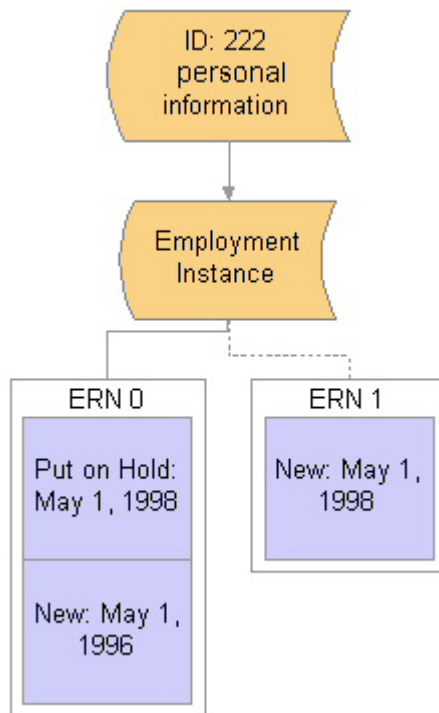 ID: 222
personal
information
Employment
Instance
ERN 0
Put on Hold:
May 1, 1998
New: May 1,
1996
ERN 1
New: May 1,
1998